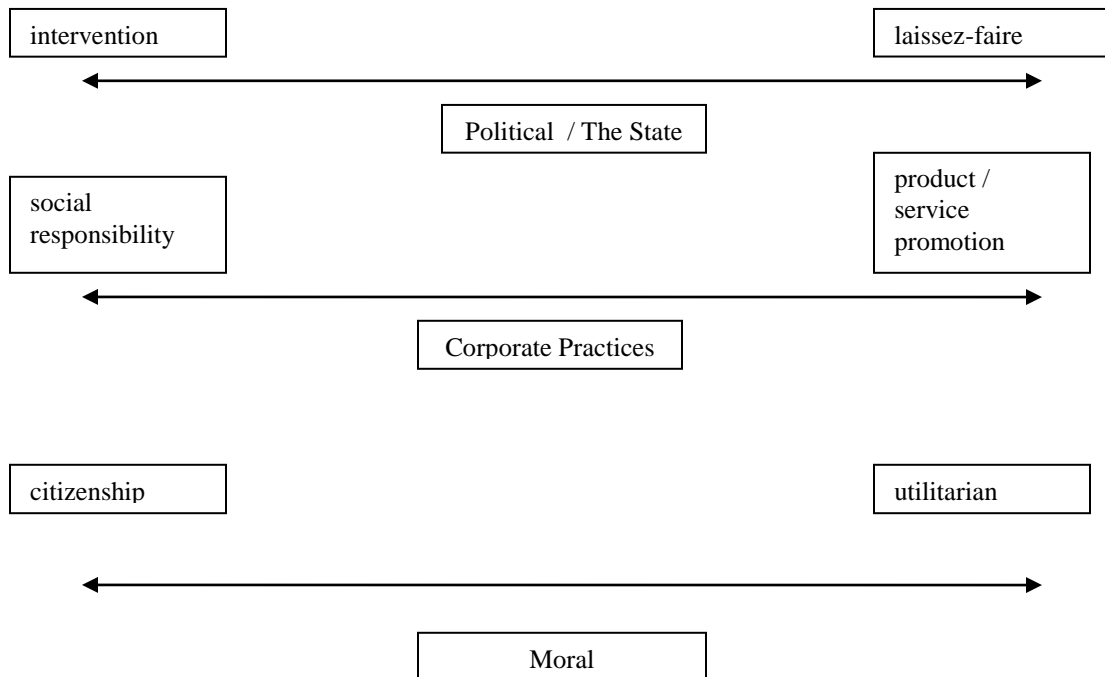 intervention
laissez-faire
Political / The State
social
responsibility
product /
service
promotion
Corporate Practices
citizenship
utilitarian
Moral